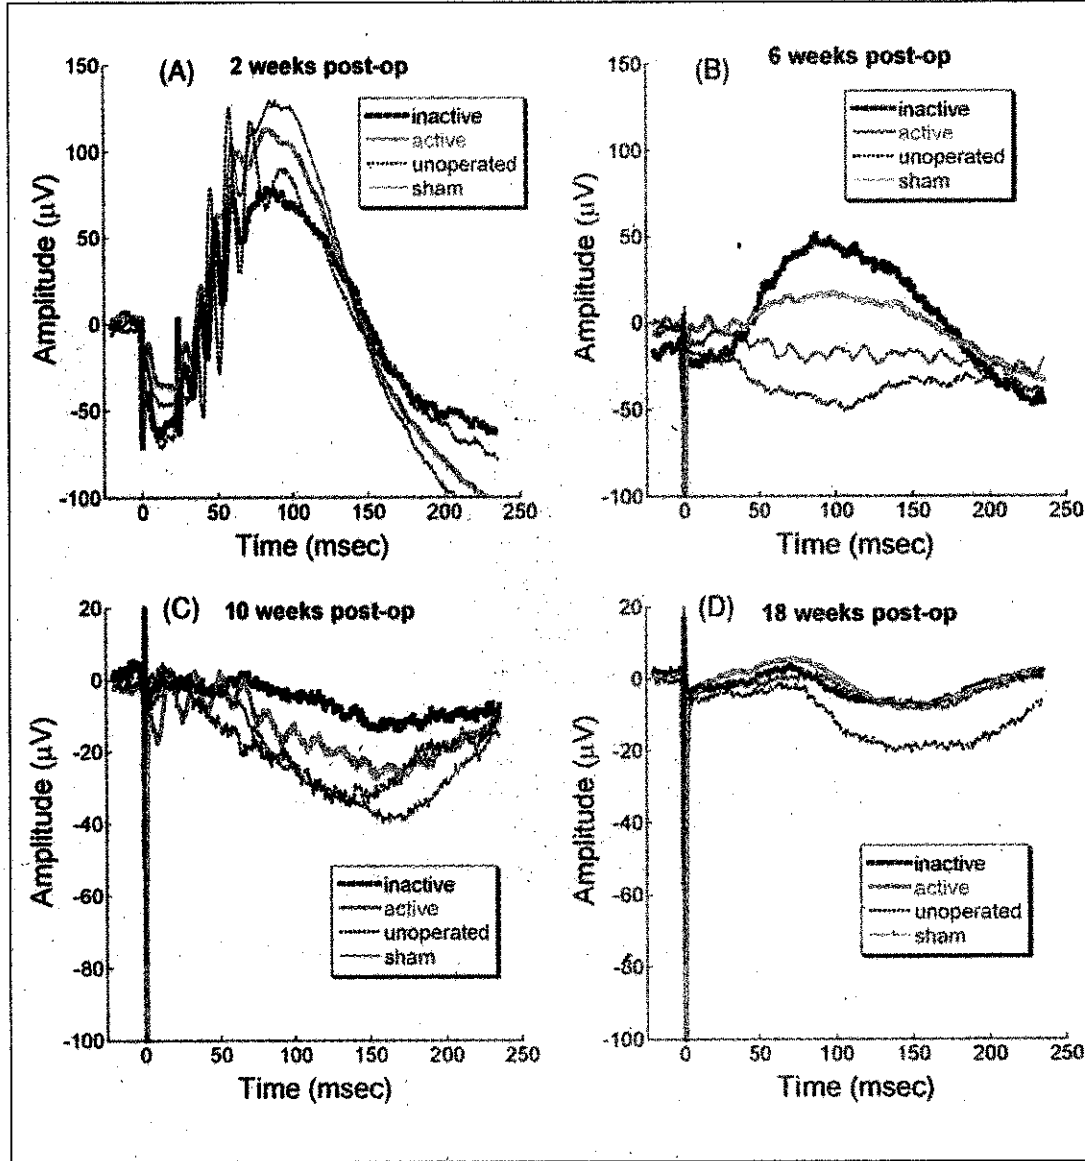 (A) 2 weeks post-op
150
100
50
0
-50
-100
Amplitude (µV)
inactive
active
unoperated
sham
0 50 100 150 200 250
Time (msec)
(B) 6 weeks post-op
150
100
50
0
-50
-100
Amplitude (µV)
inactive
active
unoperated
sham
0 50 100 150 200 250
Time (msec)
(C) 10 weeks post-op
20
0
-20
-40
-60
-80
-100
Amplitude (µV)
inactive
active
unoperated
sham
0 50 100 150 200 250
Time (msec)
(D) 18 weeks post-op
20
0
-20
-40
-60
-80
-100
Amplitude (µV)
inactive
active
unoperated
sham
0 50 100 150 200 250
Time (msec)